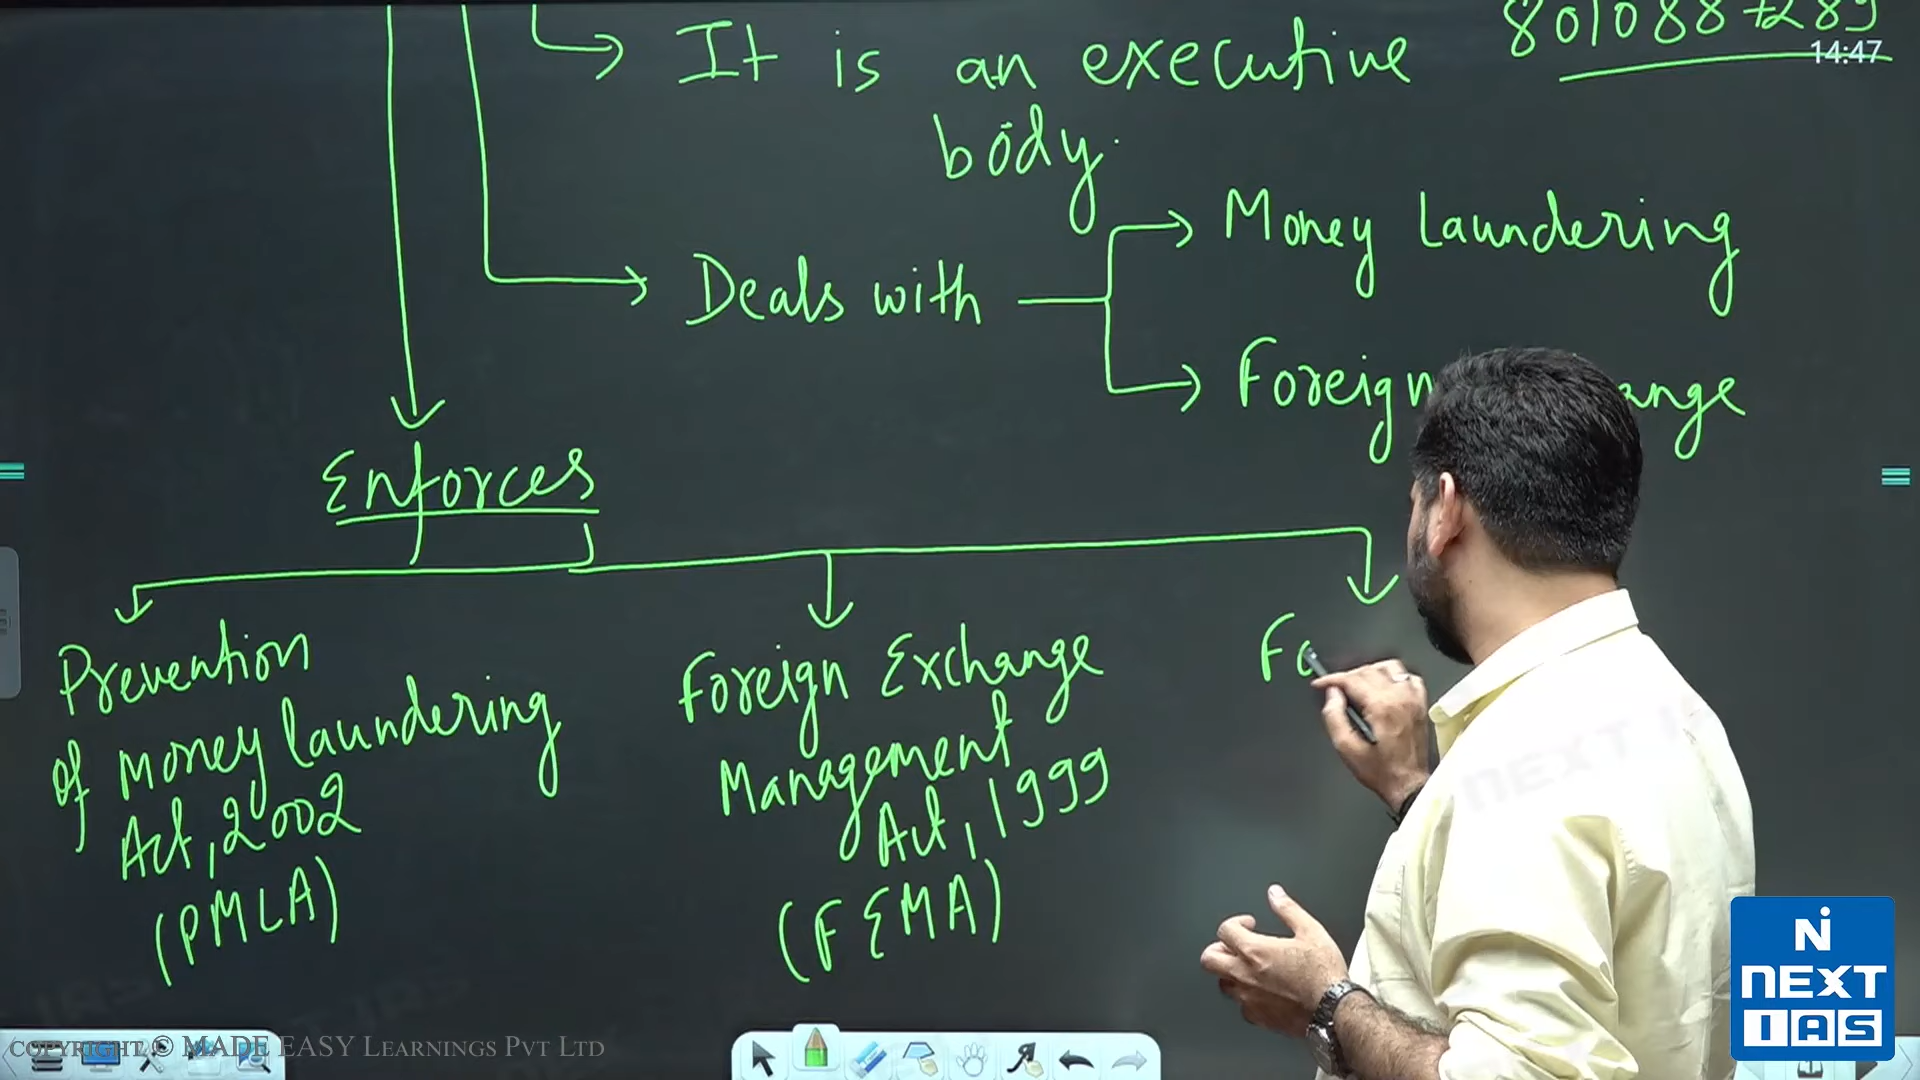 It is an executive
body.
14:47
Deals with
Money Laundering
Foreign
Enforces
Prevention
of Money laundering
Act, 2002
(PMLA)
Foreign Exchange
Management
Act, 1999
(FEMA)
Fo
NEXT
IAS
COPYRIGHT © MADE EASY LEARNINGS PVT LTD